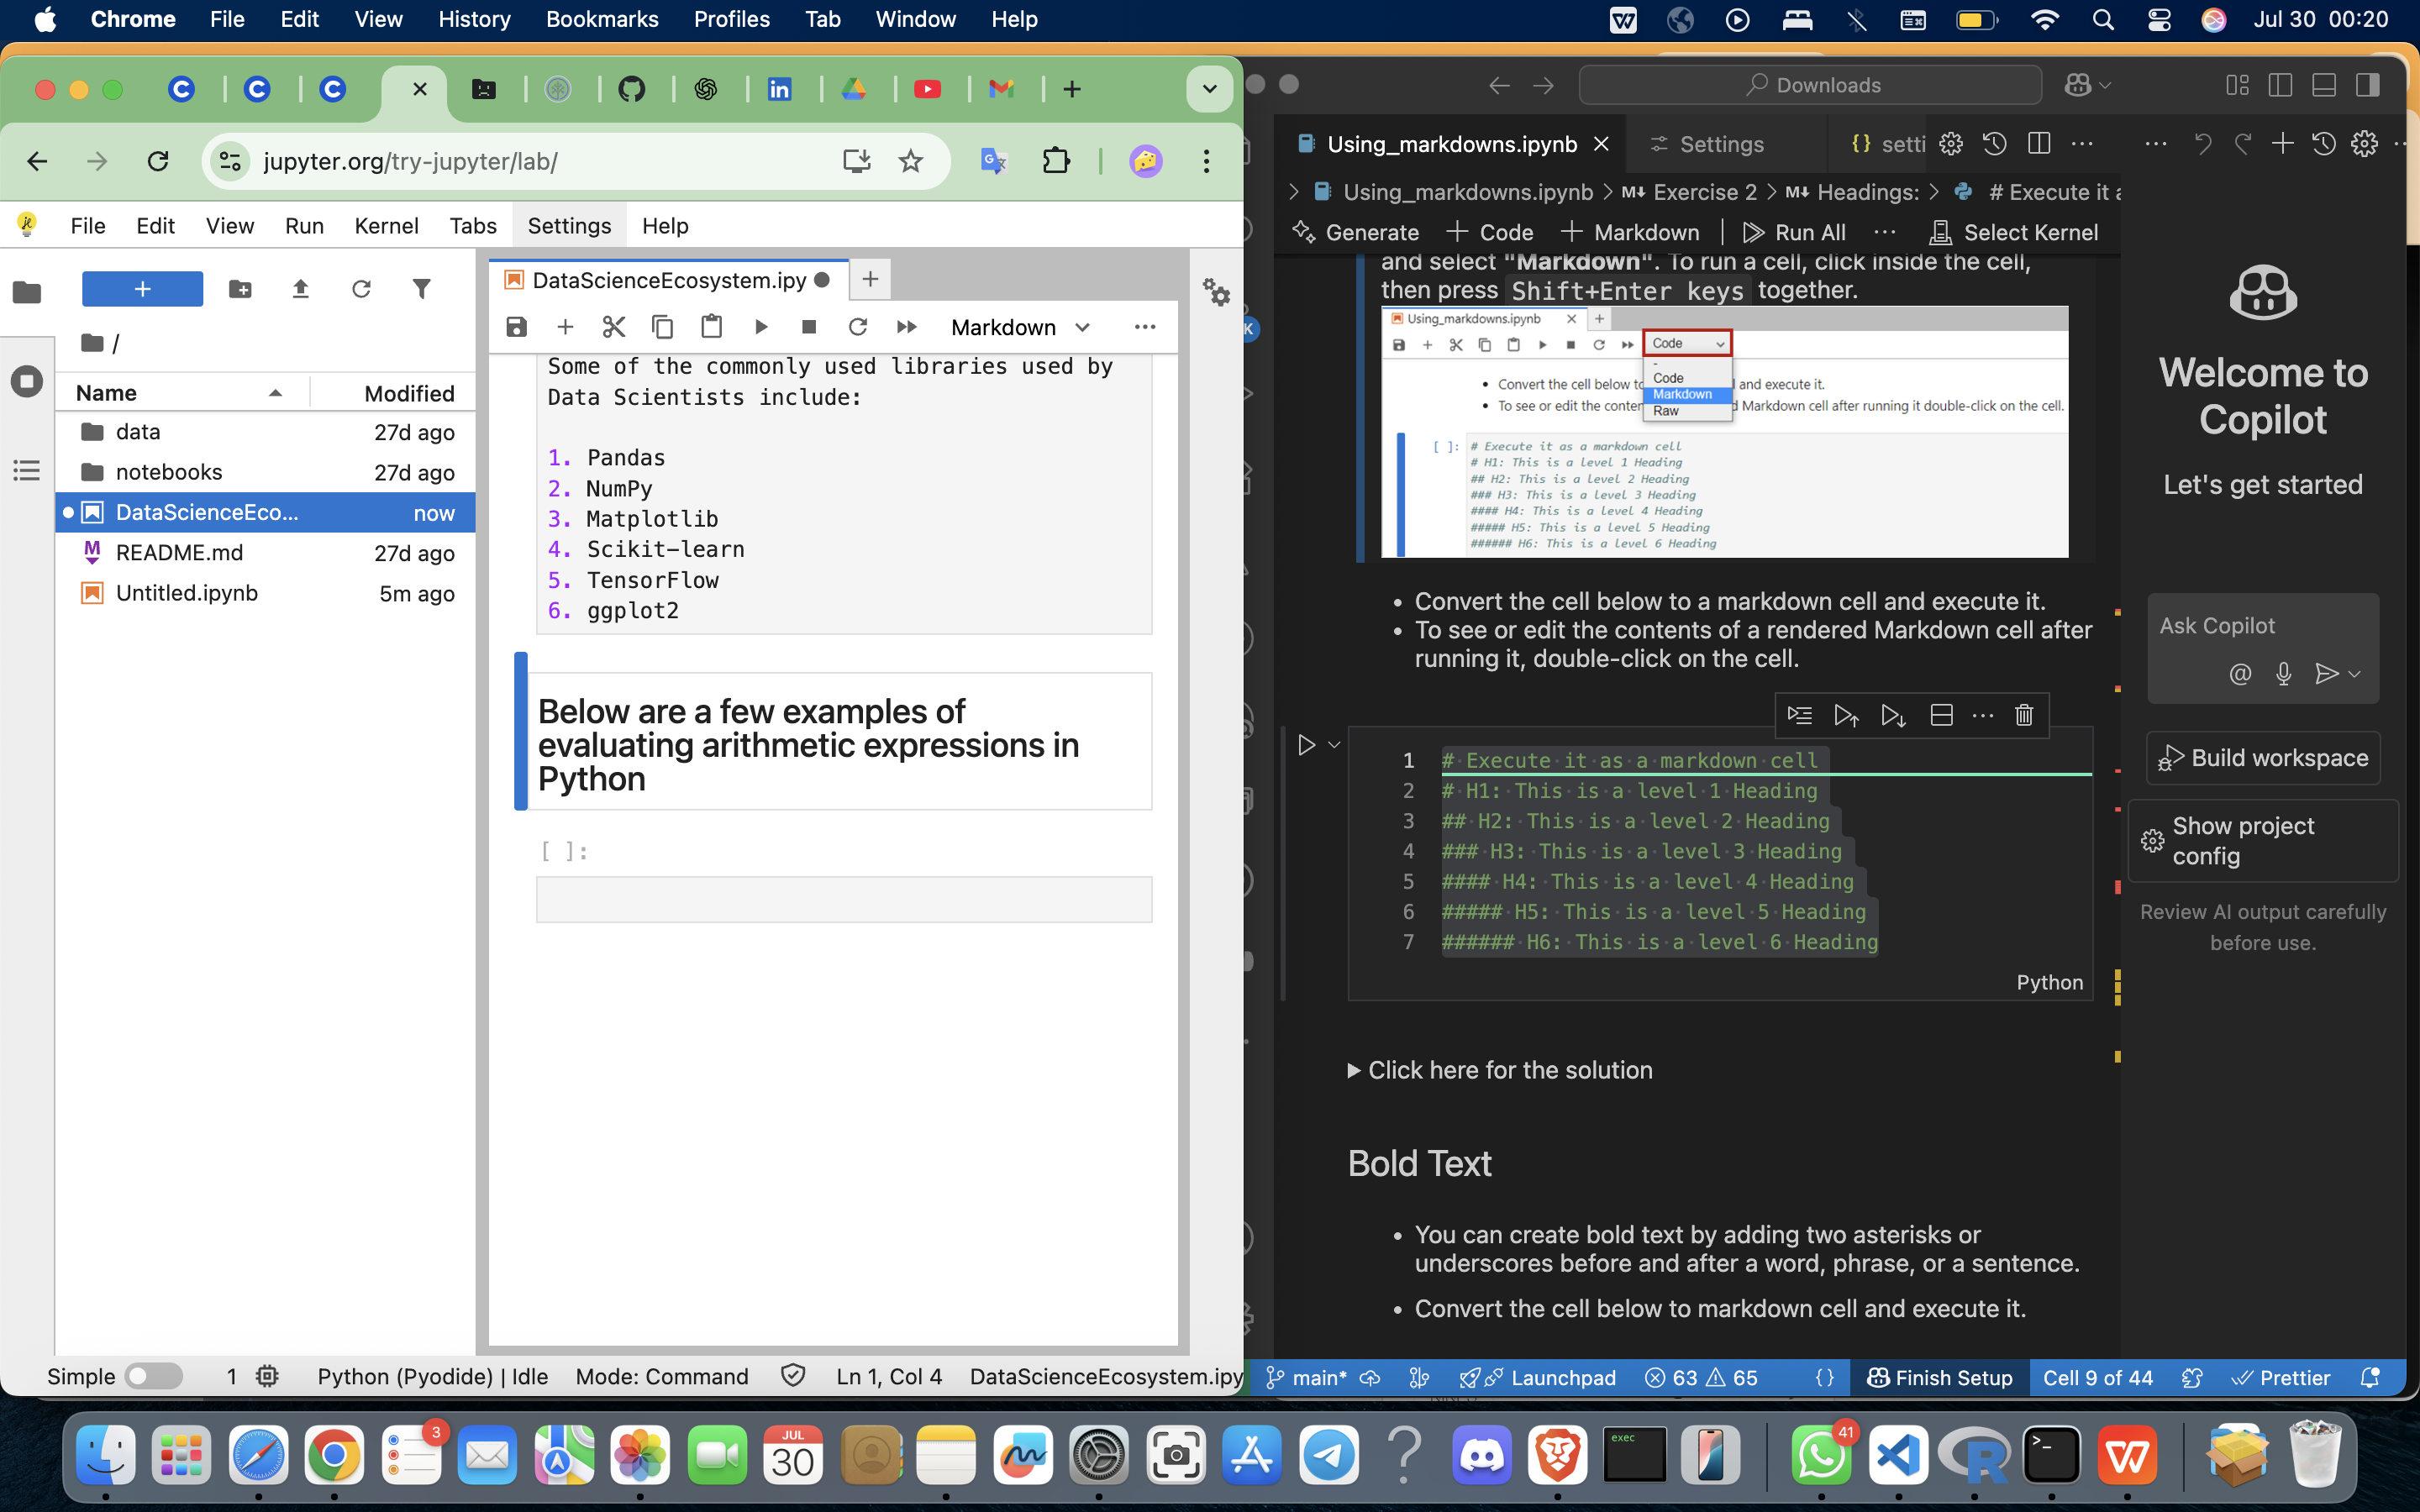 Chrome File Edit View History Bookmarks Profiles Tab Window Help Jul 30 00:20
jupyter.org/try-jupyter/lab/
File Edit View Run Kernel Tabs Settings Help
/
Name Modified
data 27d ago
notebooks 27d ago
DataScienceEco... now
README.md 27d ago
Untitled.ipynb 5m ago
DataScienceEcosystem.ipy
Markdown
Some of the commonly used libraries used by
Data Scientists include:
1. Pandas
2. NumPy
3. Matplotlib
4. Scikit-learn
5. TensorFlow
6. ggplot2
Below are a few examples of
evaluating arithmetic expressions in
Python
[ ]:
Simple 1 Python (Pyodide) | Idle Mode: Command Ln 1, Col 4 DataScienceEcosystem.ipy
Downloads
Using_markdowns.ipynb Settings {} setti
Using_markdowns.ipynb > M↓ Exercise 2 > M↓ Headings: > # Execute it a
Generate + Code + Markdown Run All ... Select Kernel
and select "Markdown". To run a cell, click inside the cell,
then press Shift+Enter keys together.
Using_markdowns.ipynb
Code
-
Code
Markdown
Raw
• Convert the cell below to l and execute it.
• To see or edit the conten d Markdown cell after running it double-click on the cell.
[ ]: # Execute it as a markdown cell
# H1: This is a level 1 Heading
## H2: This is a level 2 Heading
### H3: This is a level 3 Heading
#### H4: This is a level 4 Heading
##### H5: This is a level 5 Heading
###### H6: This is a level 6 Heading
• Convert the cell below to a markdown cell and execute it.
• To see or edit the contents of a rendered Markdown cell after
running it, double-click on the cell.
1 # Execute it as a markdown cell
2 # H1: This is a level 1 Heading
3 ## H2: This is a level 2 Heading
4 ### H3: This is a level 3 Heading
5 #### H4: This is a level 4 Heading
6 ##### H5: This is a level 5 Heading
7 ###### H6: This is a level 6 Heading
Python
Click here for the solution
Bold Text
• You can create bold text by adding two asterisks or
underscores before and after a word, phrase, or a sentence.
• Convert the cell below to markdown cell and execute it.
Welcome to
Copilot
Let's get started
Ask Copilot
Build workspace
Show project
config
Review AI output carefully
before use.
K
main* Launchpad 63 65 {} Finish Setup Cell 9 of 44 Prettier
3
JUL
30
exec
41